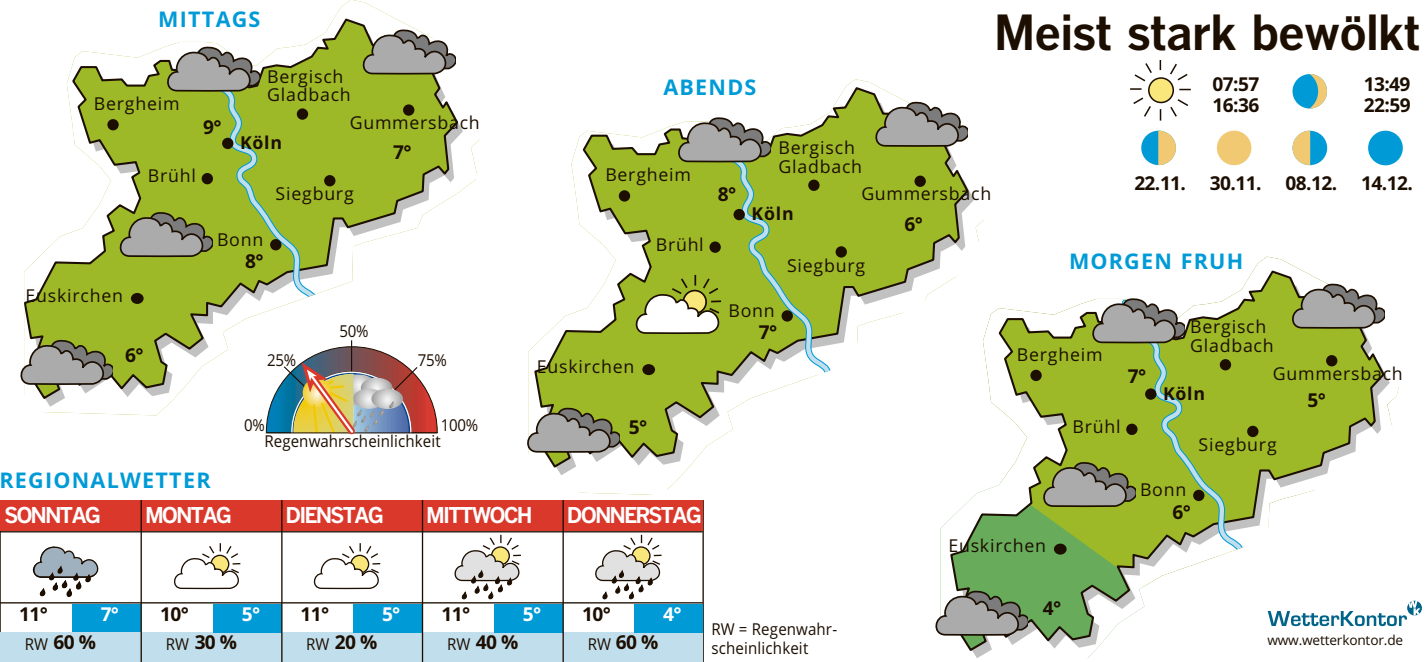 Meist stark bewölkt
07:57
16:36
13:49
22:59
22.11. 30.11. 08.12. 14.12.
MITTAGS
Bergheim
Bergisch
Gladbach
Gummersbach
9°
Köln
7°
Brühl
Siegburg
Bonn
8°
Euskirchen
6°
ABENDS
Bergheim
Bergisch
Gladbach
Gummersbach
8°
Köln
6°
Brühl
Siegburg
Bonn
7°
Euskirchen
5°
MORGEN FRUH
Bergheim
Bergisch
Gladbach
Gummersbach
7°
Köln
5°
Brühl
Siegburg
Bonn
6°
Euskirchen
4°
0% 25% 50% 75% 100%
Regenwahrscheinlichkeit
REGIONALWETTER
SONNTAG MONTAG DIENSTAG MITTWOCH DONNERSTAG
11° 7° 10° 5° 11° 5° 11° 5° 10° 4°
RW 60 % RW 30 % RW 20 % RW 40 % RW 60 %
RW = Regenwahr-
scheinlichkeit
WetterKontor
www.wetterkontor.de